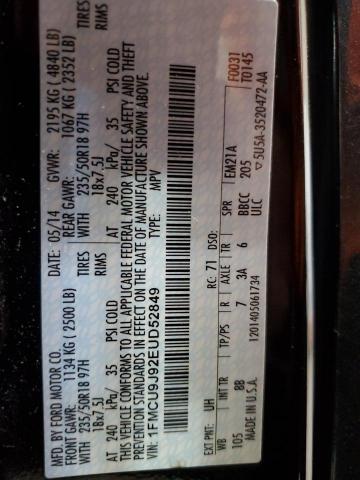 MFD. BY FORD MOTOR CO.
DATE: 05/14 GVWR: 2195 KG ( 4840 LB)
FRONT GAWR: 1134 KG ( 2500 LB) REAR GAWR: 1067 KG ( 2352 LB)
WITH 235/50R18 97H TIRES WITH 235/50R18 97H TIRES
18x7.5J RIMS 18x7.5J RIMS
AT 240 kPa/ 35 PSI COLD AT 240 kPa/ 35 PSI COLD
THIS VEHICLE CONFORMS TO ALL APPLICABLE FEDERAL MOTOR VEHICLE SAFETY AND THEFT
PREVENTION STANDARDS IN EFFECT ON THE DATE OF MANUFACTURE SHOWN ABOVE.
VIN: 1FMCU9J92EUD52849
TYPE: MPV
F0031
T0145
EXT PNT: UH RC: 71 DSO:
WB INT TR TP/PS R AXLE TR SPR EM21A
105 BB 7 3A 6 BBCC 205
ULC
1201405061734
MADE IN U.S.A. ▽5U5A-3520472-AA